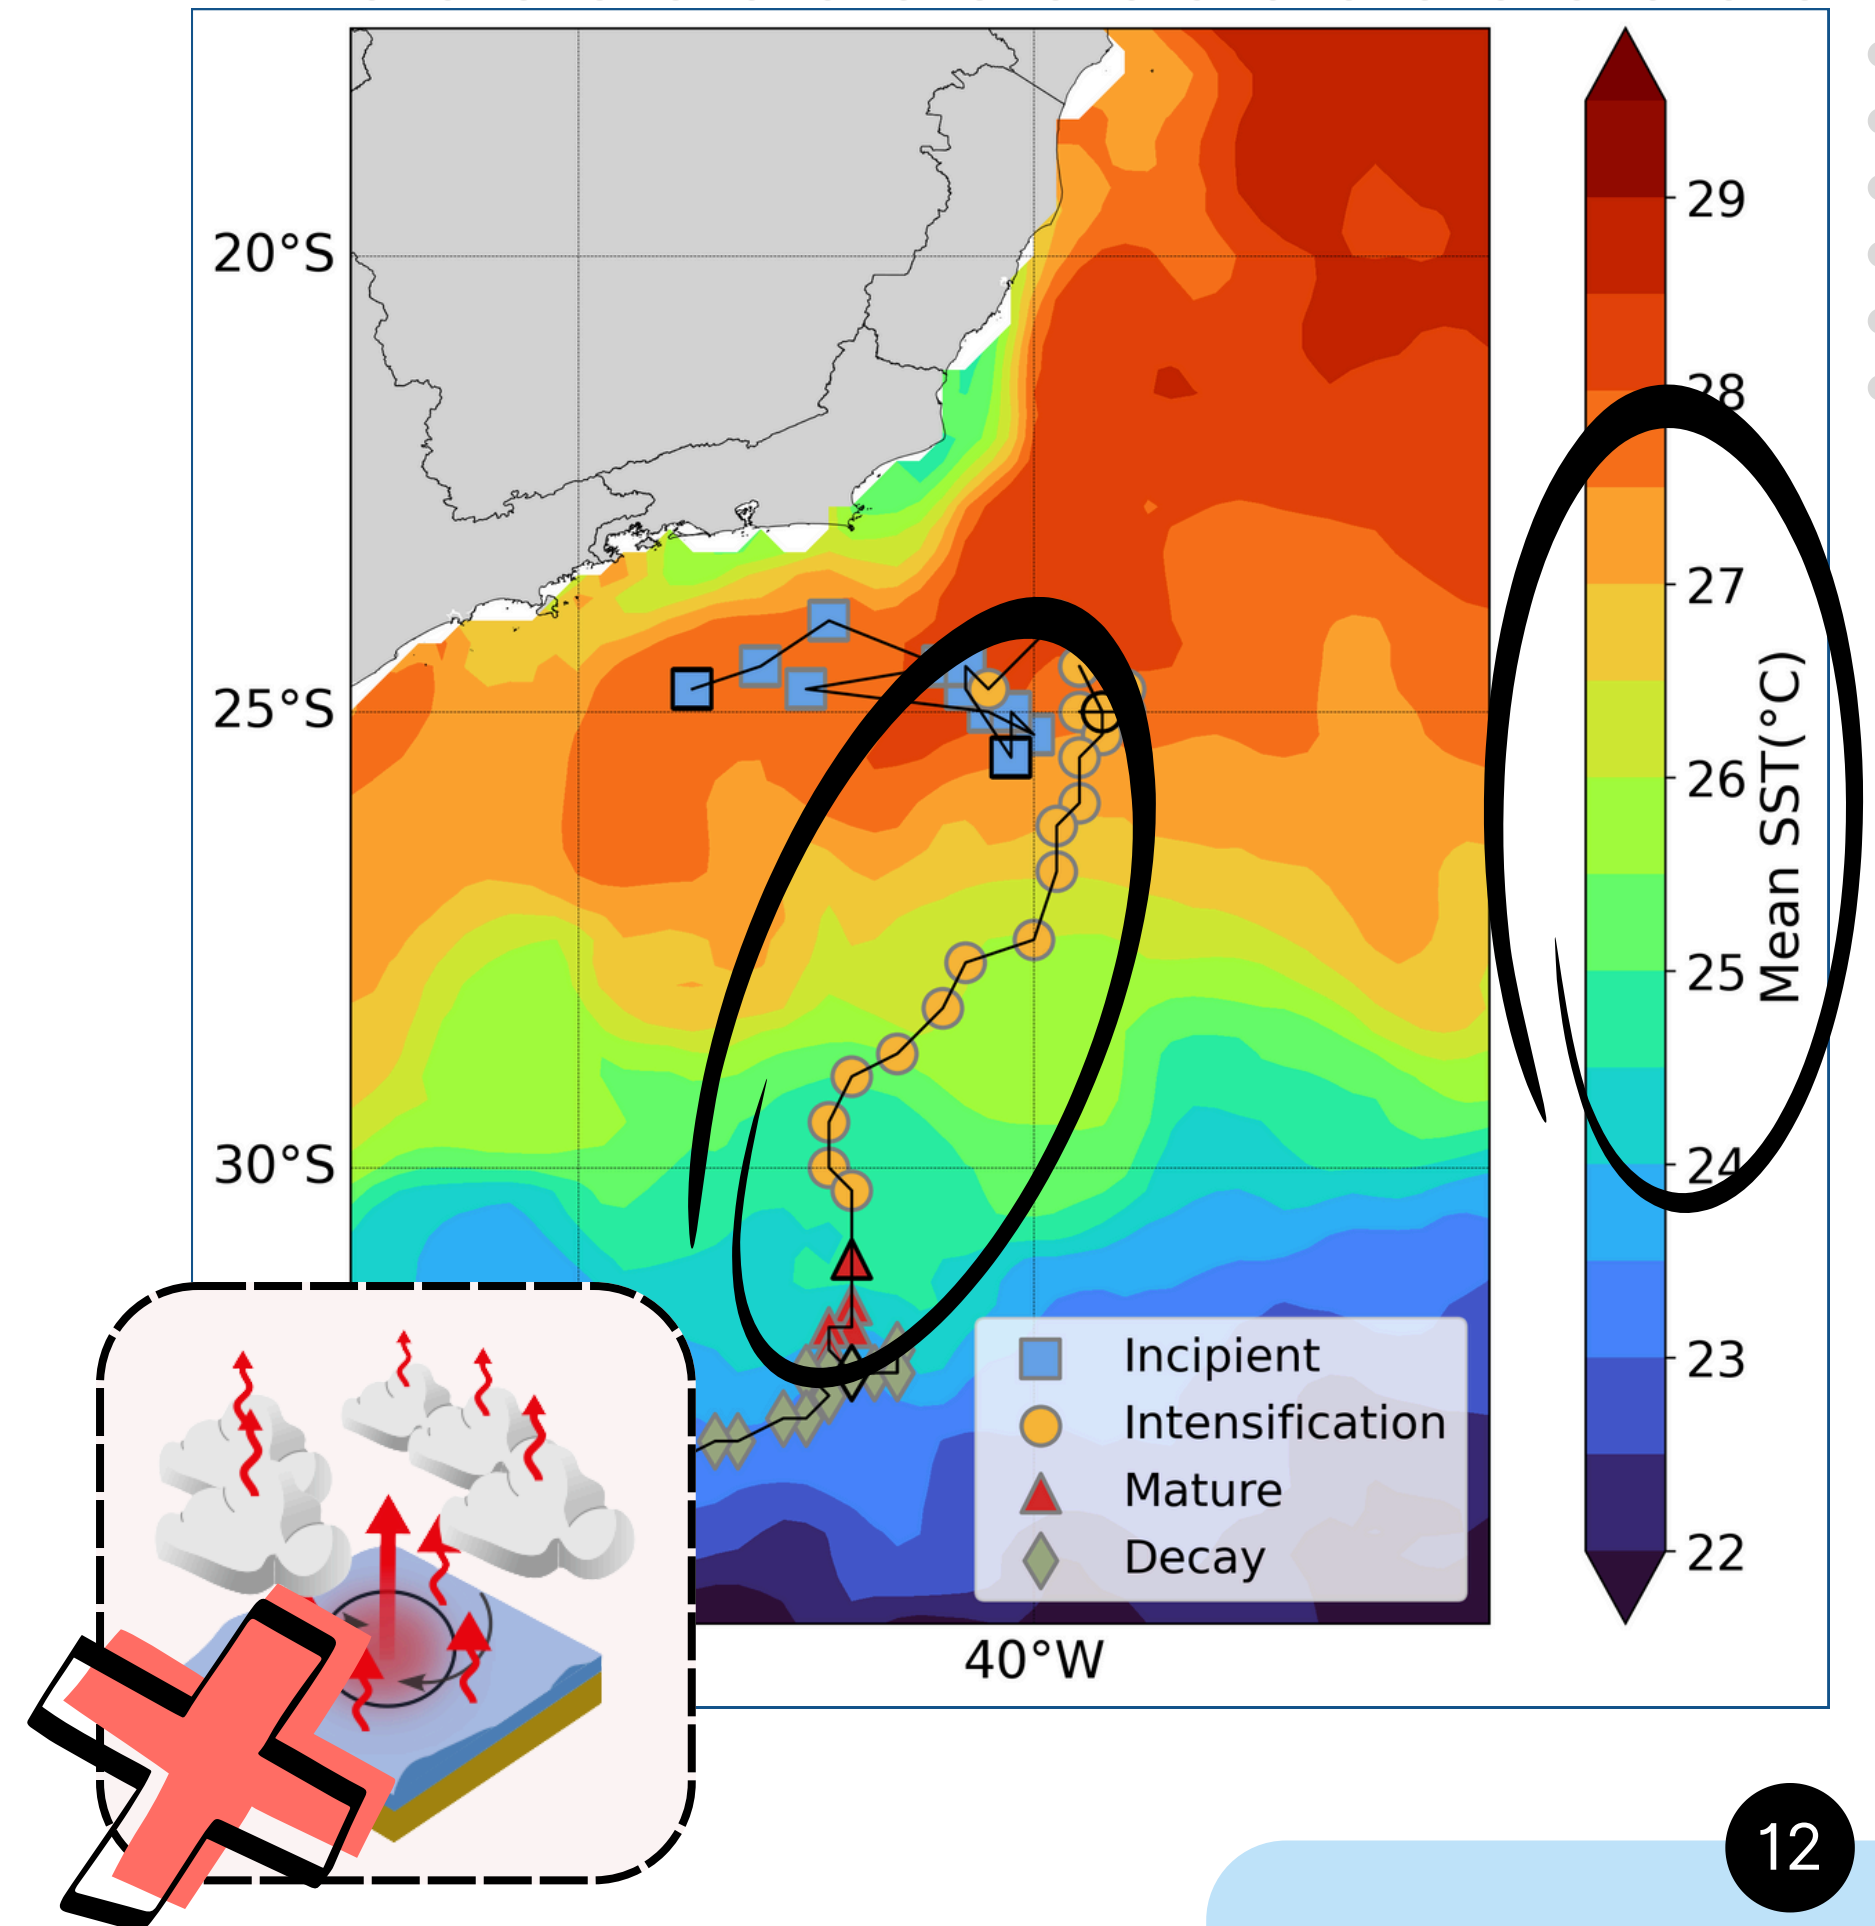 20°S
25°S
30°S
40°W
Incipient
Intensification
Mature
Decay
29
28
27
26
25
24
23
22
Mean SST(°C)
12